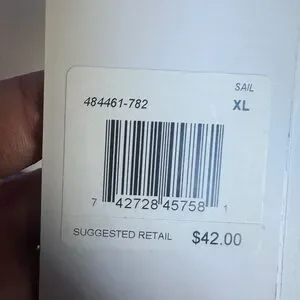 SAIL
484461-782 XL
7 42728 45758 1
SUGGESTED RETAIL $42.00